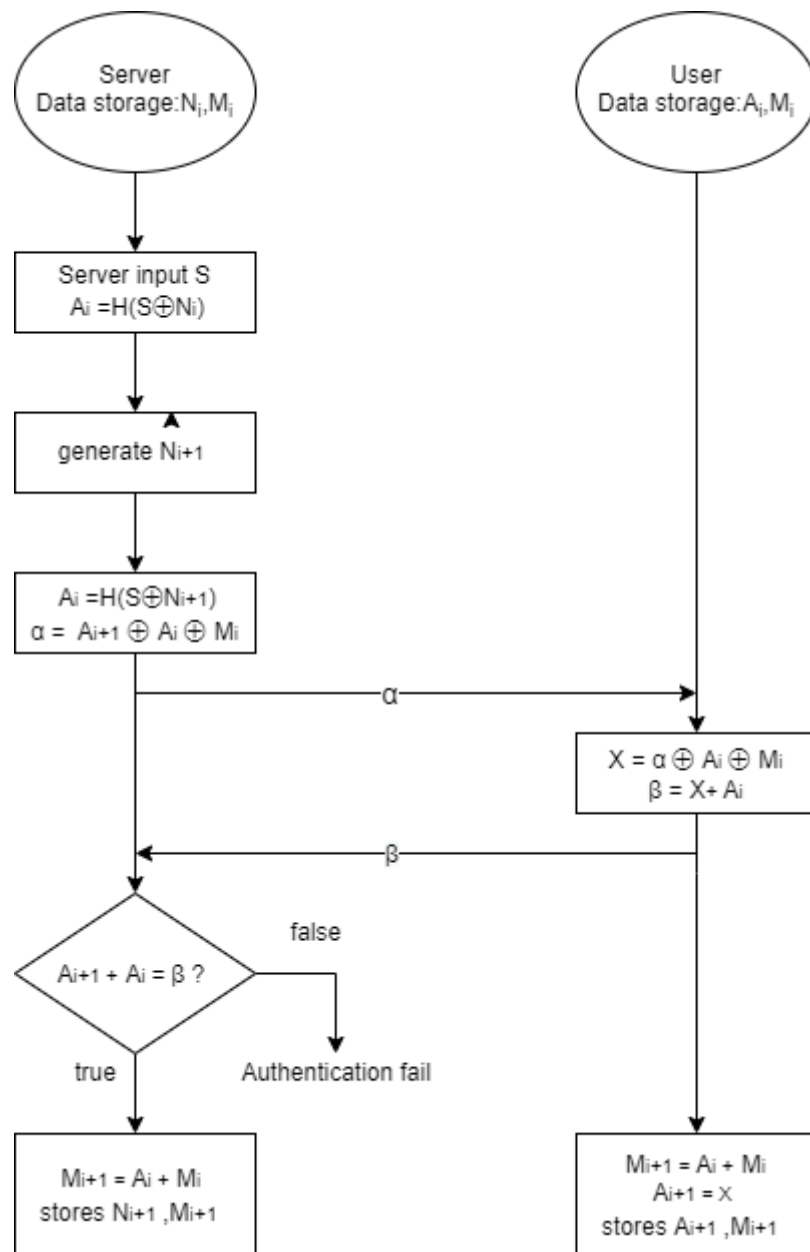 Server
Data storage:Nᵢ,Mᵢ
User
Data storage:Aᵢ,Mᵢ
Server input S
Ai =H(S⊕Ni)
generate Ni+1
Ai =H(S⊕Ni+1)
α = Ai+1 ⊕ Ai ⊕ Mi
α
X = α ⊕ Ai ⊕ Mi
β = X+ Ai
β
false
Ai+1 + Ai = β ?
true
Authentication fail
Mi+1 = Ai + Mi
stores Ni+1 ,Mi+1
Mi+1 = Ai + Mi
Ai+1 = X
stores Ai+1 ,Mi+1